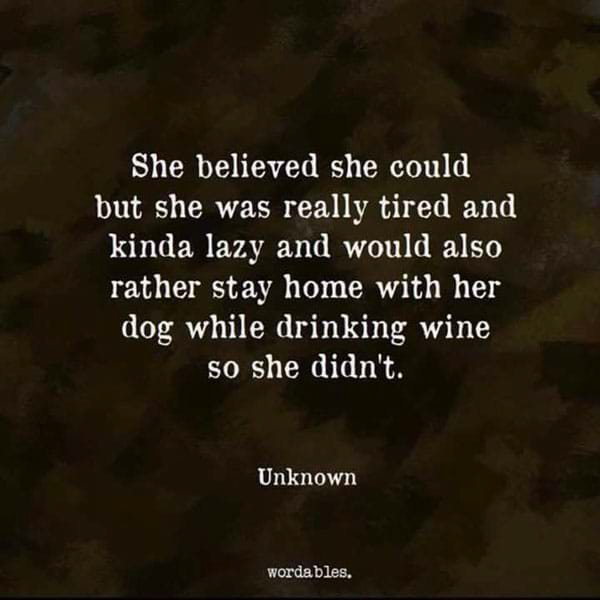 She believed she could
but she was really tired and
kinda lazy and would also
rather stay home with her
dog while drinking wine
so she didn't.
Unknown
wordables.